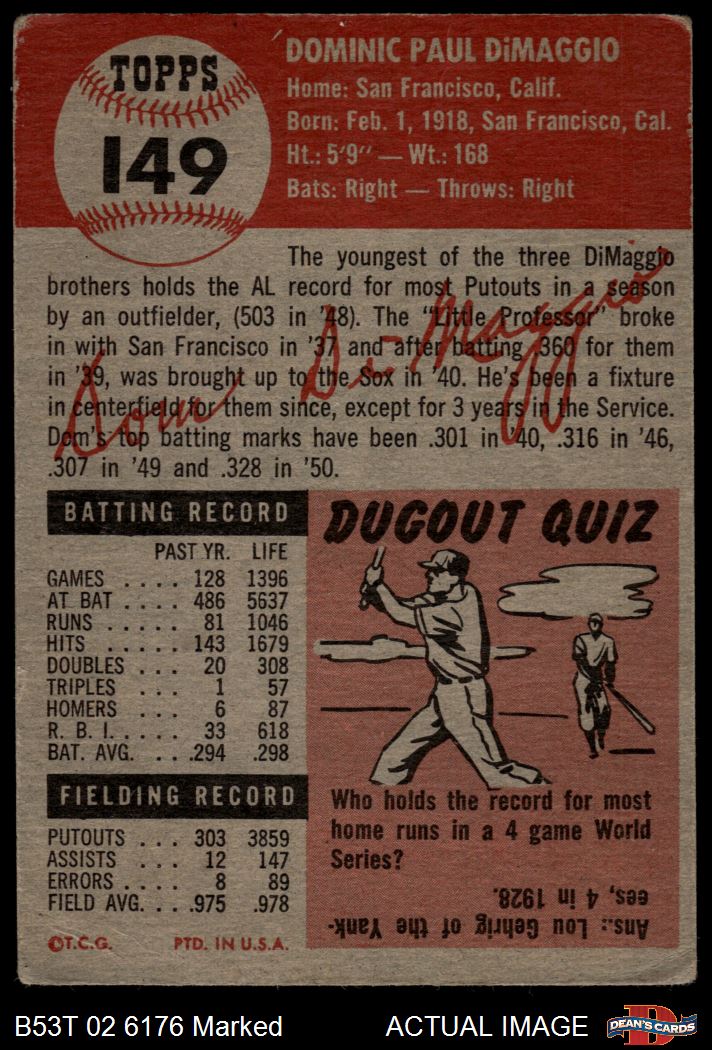 TOPPS
149
DOMINIC PAUL DiMAGGIO
Home: San Francisco, Calif.
Born: Feb. 1, 1918, San Francisco, Cal.
Ht.: 5'9" — Wt.: 168
Bats: Right — Throws: Right
The youngest of the three DiMaggio
brothers holds the AL record for most Putouts in a season
by an outfielder, (503 in '48). The "Little Professor" broke
in with San Francisco in '37 and after batting .360 for them
in '39, was brought up to the Sox in '40. He's been a fixture
in centerfield for them since, except for 3 years in the Service.
Dom's top batting marks have been .301 in '40, .316 in '46,
.307 in '49 and .328 in '50.
Dom DiMaggio
BATTING RECORD
PAST YR. LIFE
GAMES .... 128 1396
AT BAT .... 486 5637
RUNS ..... 81 1046
HITS ..... 143 1679
DOUBLES ... 20 308
TRIPLES ... 1 57
HOMERS ... 6 87
R. B. I. .... 33 618
BAT. AVG. ... .294 .298
FIELDING RECORD
PUTOUTS ... 303 3859
ASSISTS ... 12 147
ERRORS .... 8 89
FIELD AVG. .. .975 .978
©T.C.G. PTD. IN U.S.A.
DUGOUT QUIZ
Who holds the record for most
home runs in a 4 game World
Series?
Ans.: Lou Gehrig of the Yank-
ees, 4 in 1928.
B53T 02 6176 Marked
ACTUAL IMAGE
D
DEAN'S CARDS